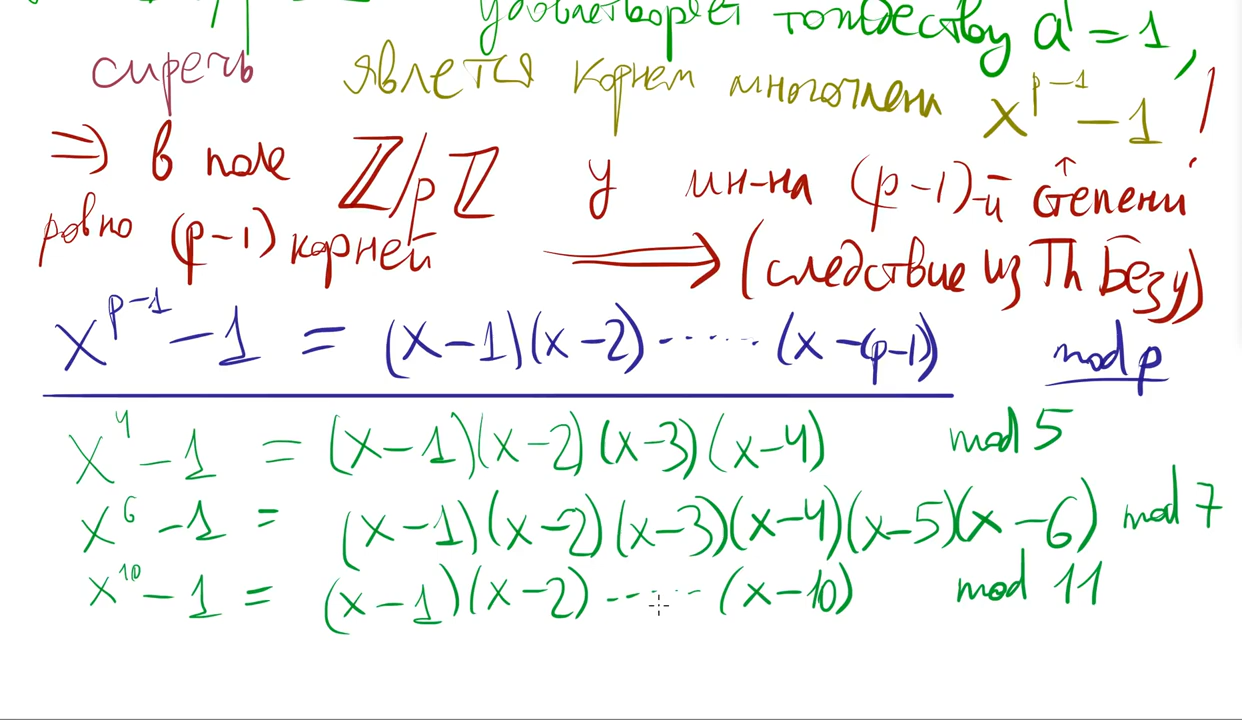 удовлетворяет тождеству a = 1,
сиречь явлется корнем многочлена x^{p-1} - 1 !
⇒ в поле ℤ/pℤ у мн-на (p-1)-й степени
ровно (p-1) корней ⟹ (следствие из Th Безу)
x^{p-1} - 1 = (x-1)(x-2) ...... (x-(p-1)) mod p
x^4 - 1 = (x-1)(x-2)(x-3)(x-4) mod 5
x^6 - 1 = (x-1)(x-2)(x-3)(x-4)(x-5)(x-6) mod 7
x^{10} - 1 = (x-1)(x-2) ...... (x-10) mod 11